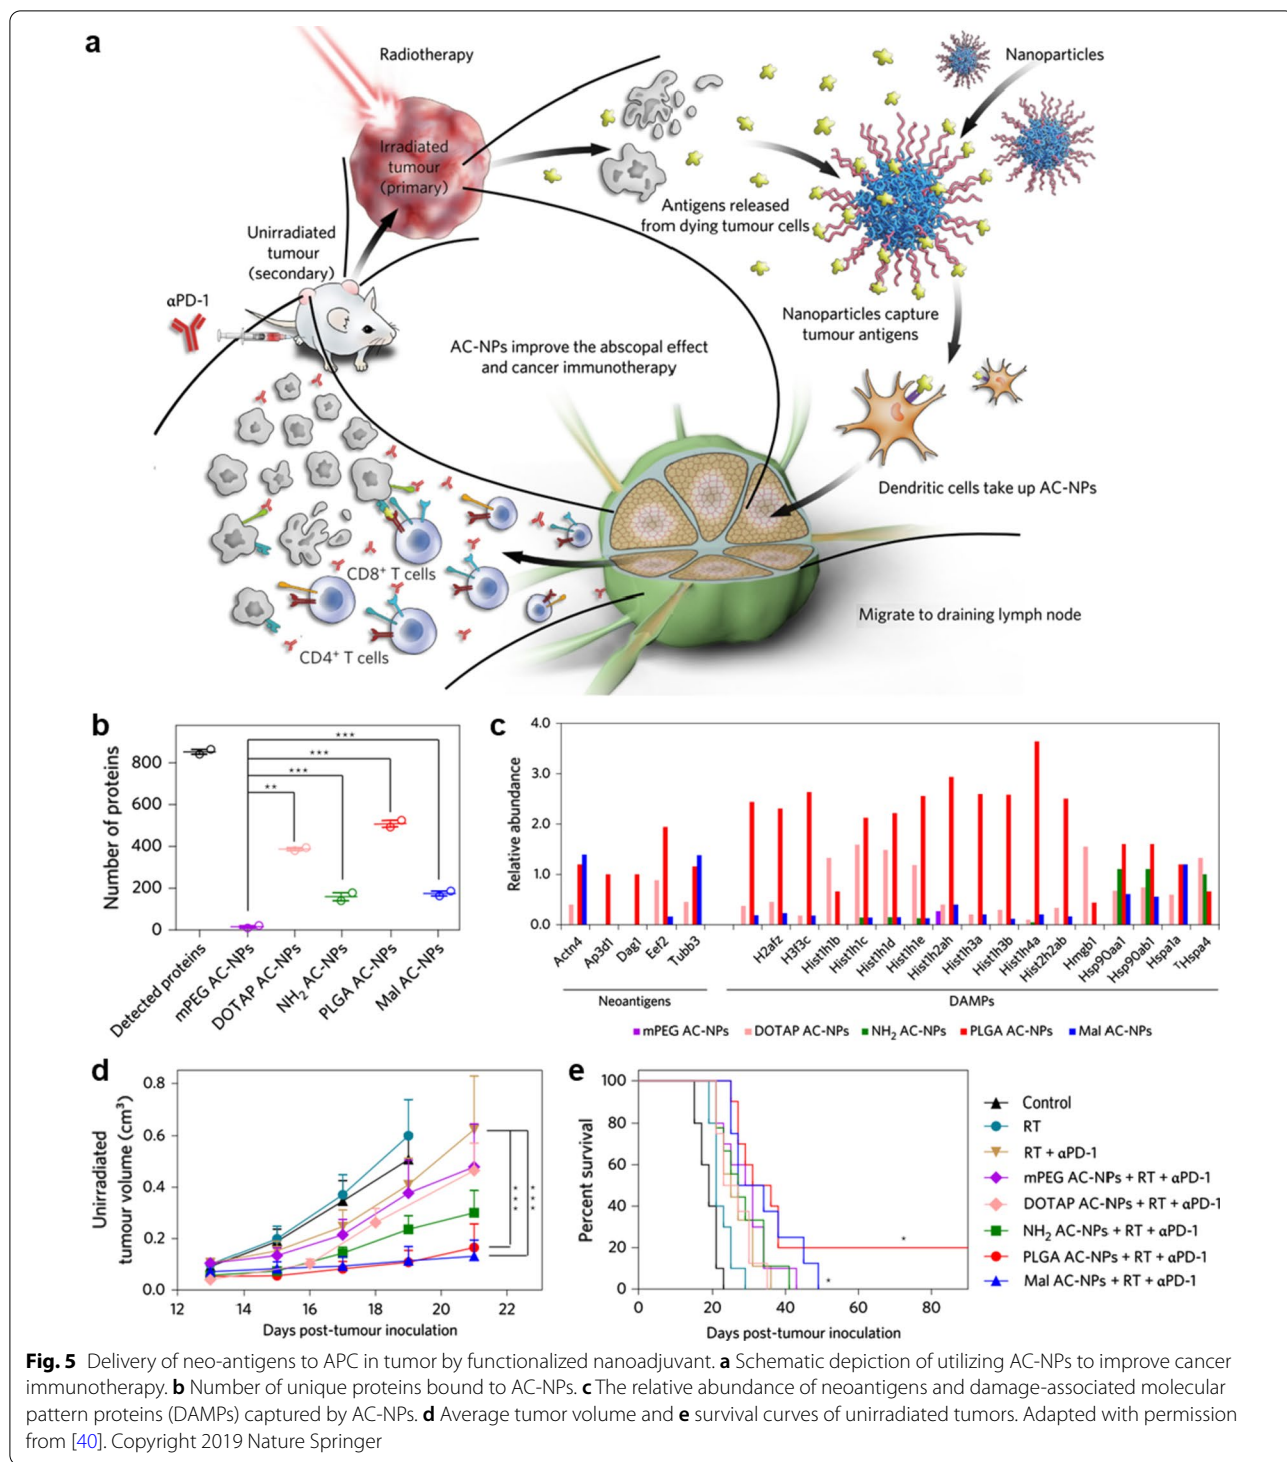 a
Radiotherapy
Nanoparticles
Irradiated
tumour
(primary)
Antigens released
from dying tumour cells
Unirradiated
tumour
(secondary)
αPD-1
Nanoparticles capture
tumour antigens
AC-NPs improve the abscopal effect
and cancer immunotherapy
Dendritic cells take up AC-NPs
CD8⁺ T cells
Migrate to draining lymph node
CD4⁺ T cells
b
Number of proteins
800
600
400
200
0
***
***
***
**
Detected proteins
mPEG AC-NPs
DOTAP AC-NPs
NH₂ AC-NPs
PLGA AC-NPs
Mal AC-NPs
c
Relative abundance
4.0
3.0
2.0
1.0
0.0
Actn4
Ap3d1
Dag1
Eef2
Tubb3
H2afz
H3f3c
Hist1h1b
Hist1h1c
Hist1h1d
Hist1h1e
Hist1h2ah
Hist1h3a
Hist1h3b
Hist1h4a
Hist2h2ab
Hmgb1
Hsp90aa1
Hsp90ab1
Hspa1a
THspa4
Neoantigens
DAMPs
mPEG AC-NPs
DOTAP AC-NPs
NH₂ AC-NPs
PLGA AC-NPs
Mal AC-NPs
d
Unirradiated
tumour volume (cm³)
0.8
0.6
0.4
0.2
0.0
12 14 16 18 20 22
Days post-tumour inoculation
***
***
e
Percent survival
100
80
60
40
20
0
0 20 40 60 80
Days post-tumour inoculation
*
*
Control
RT
RT + αPD-1
mPEG AC-NPs + RT + αPD-1
DOTAP AC-NPs + RT + αPD-1
NH₂ AC-NPs + RT + αPD-1
PLGA AC-NPs + RT + αPD-1
Mal AC-NPs + RT + αPD-1
Fig. 5 Delivery of neo-antigens to APC in tumor by functionalized nanoadjuvant. a Schematic depiction of utilizing AC-NPs to improve cancer
immunotherapy. b Number of unique proteins bound to AC-NPs. c The relative abundance of neoantigens and damage-associated molecular
pattern proteins (DAMPs) captured by AC-NPs. d Average tumor volume and e survival curves of unirradiated tumors. Adapted with permission
from [40]. Copyright 2019 Nature Springer